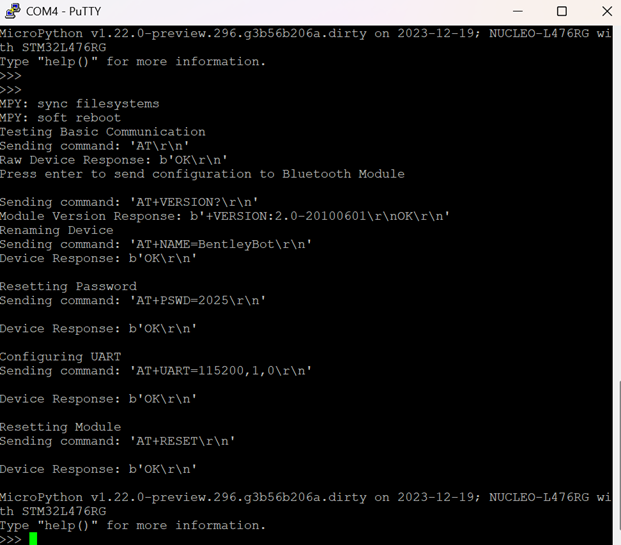 COM4 - PuTTY
MicroPython v1.22.0-preview.296.g3b56b206a.dirty on 2023-12-19; NUCLEO-L476RG wi
th STM32L476RG
Type "help()" for more information.
>>>
>>>
MPY: sync filesystems
MPY: soft reboot
Testing Basic Communication
Sending command: 'AT\r\n'
Raw Device Response: b'OK\r\n'
Press enter to send configuration to Bluetooth Module
Sending command: 'AT+VERSION?\r\n'
Module Version Response: b'+VERSION:2.0-20100601\r\nOK\r\n'
Renaming Device
Sending command: 'AT+NAME=BentleyBot\r\n'
Device Response: b'OK\r\n'
Resetting Password
Sending command: 'AT+PSWD=2025\r\n'
Device Response: b'OK\r\n'
Configuring UART
Sending command: 'AT+UART=115200,1,0\r\n'
Device Response: b'OK\r\n'
Resetting Module
Sending command: 'AT+RESET\r\n'
Device Response: b'OK\r\n'
MicroPython v1.22.0-preview.296.g3b56b206a.dirty on 2023-12-19; NUCLEO-L476RG wi
th STM32L476RG
Type "help()" for more information.
>>>